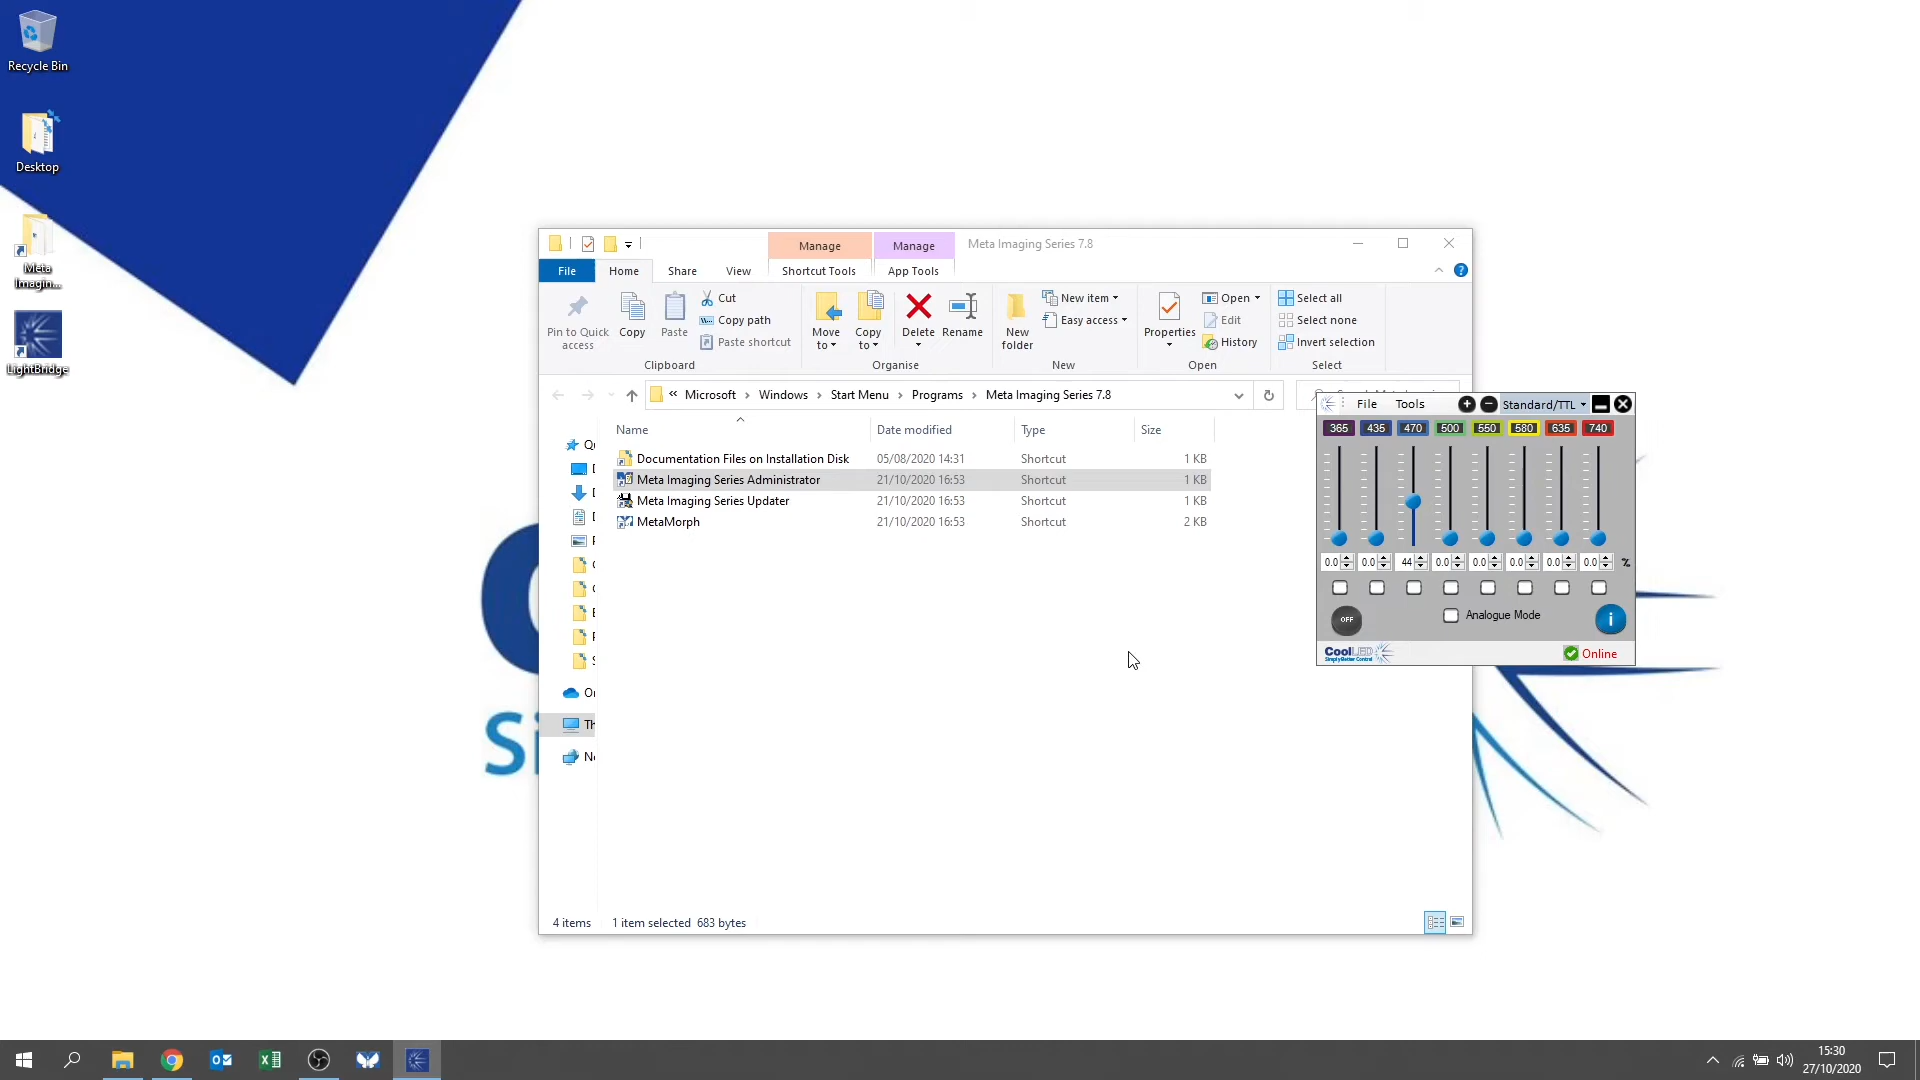 Recycle Bin
Desktop
Meta
Imagin...
LightBridge
Manage
Manage
Meta Imaging Series 7.8
File
Home
Share
View
Shortcut Tools
App Tools
Pin to Quick
access
Copy
Paste
Cut
Copy path
Paste shortcut
Clipboard
Move
to
Copy
to
Delete
Rename
Organise
New
folder
New item
Easy access
New
Properties
Open
Edit
History
Open
Select all
Select none
Invert selection
Select
« Microsoft › Windows › Start Menu › Programs › Meta Imaging Series 7.8
Name Date modified Type Size
Documentation Files on Installation Disk 05/08/2020 14:31 Shortcut 1 KB
Meta Imaging Series Administrator 21/10/2020 16:53 Shortcut 1 KB
Meta Imaging Series Updater 21/10/2020 16:53 Shortcut 1 KB
MetaMorph 21/10/2020 16:53 Shortcut 2 KB
4 items 1 item selected 683 bytes
File Tools Standard/TTL
365 435 470 500 550 580 635 740
0.0 0.0 44 0.0 0.0 0.0 0.0 0.0 %
OFF
Analogue Mode
i
CoolLED
Simply Better Control
Online
15:30
27/10/2020